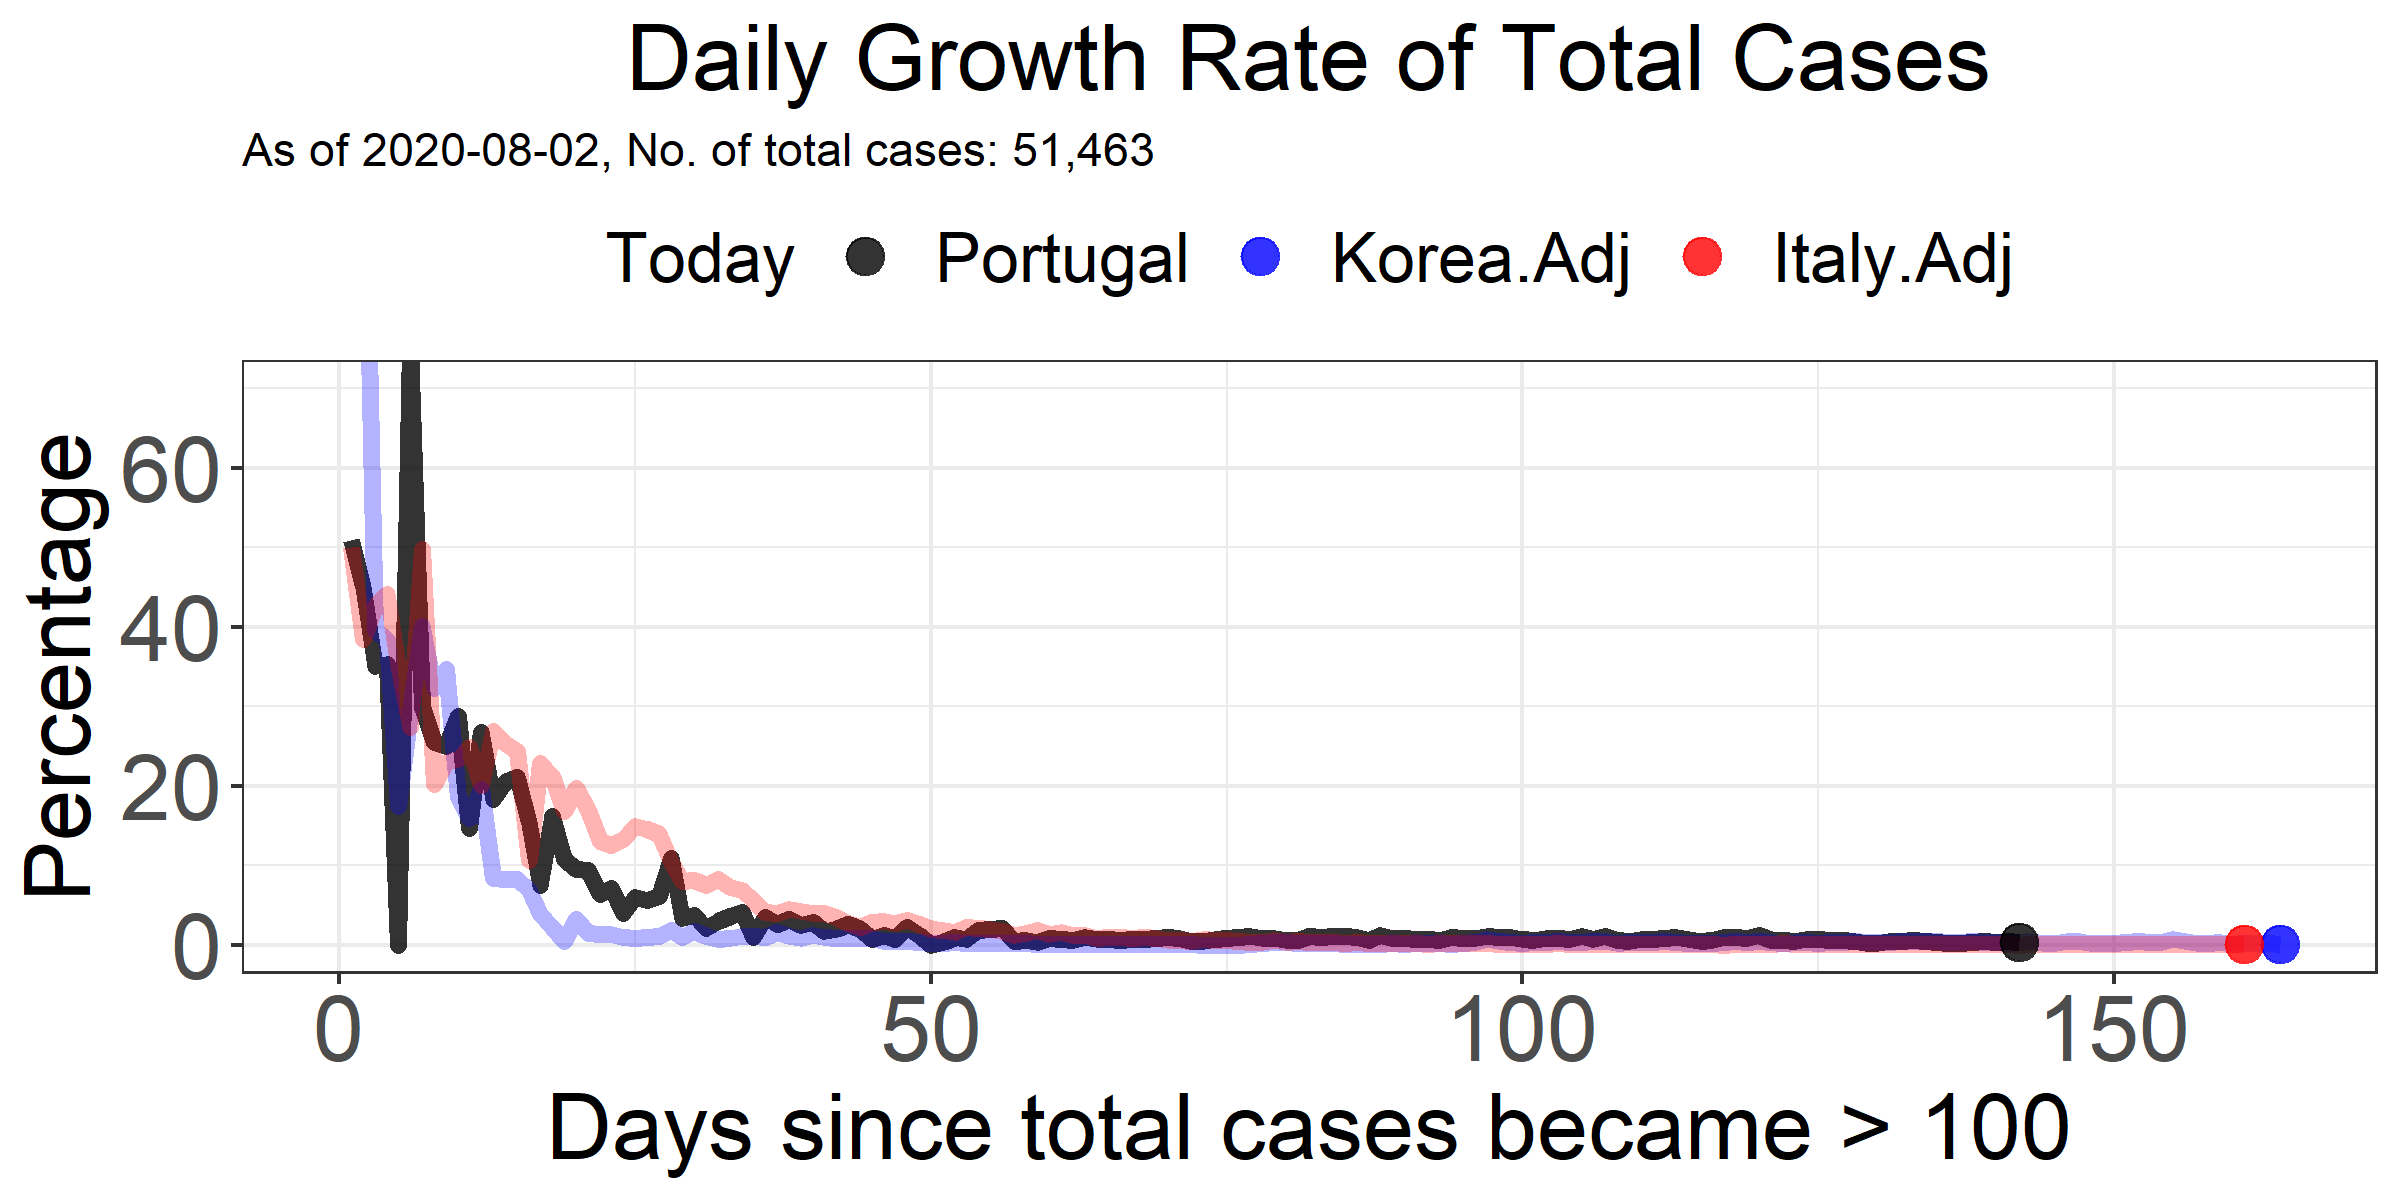 Daily Growth Rate of Total Cases
As of 2020-08-02, No. of total cases: 51,463
Today Portugal Korea.Adj Italy.Adj
Percentage
60
40
20
0
0 50 100 150
Days since total cases became > 100